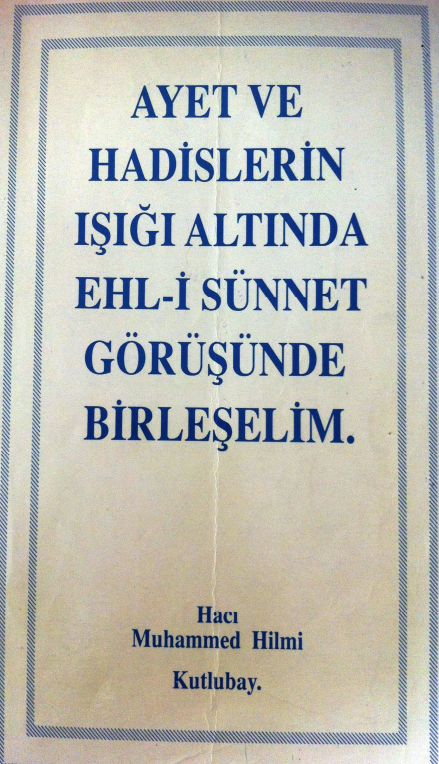 AYET VE
HADİSLERİN
IŞIĞI ALTINDA
EHL-İ SÜNNET
GÖRÜŞÜNDE
BİRLEŞELİM.
Hacı
Muhammed Hilmi
Kutlubay.